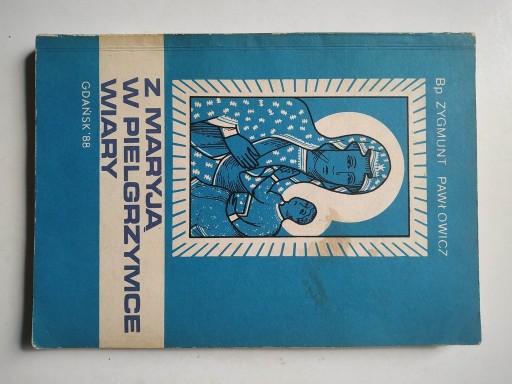 Bp ZYGMUNT PAWŁOWICZ
Z MARYJĄ
W PIELGRZYMCE
WIARY
GDAŃSK '88